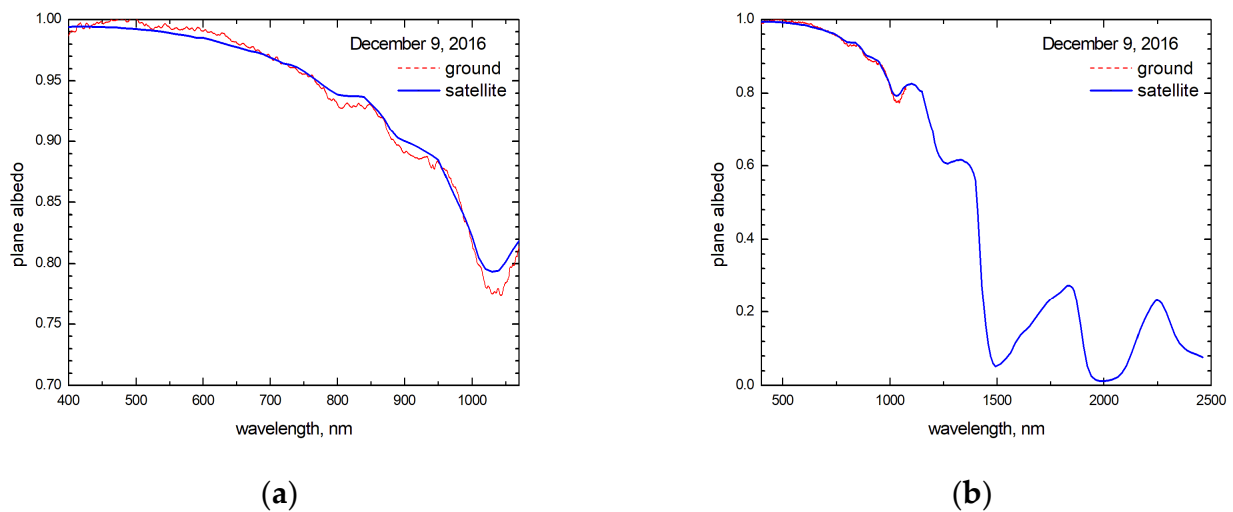 1.00
0.95
0.90
0.85
0.80
0.75
0.70
400
500
600
700
800
900
1000
plane albedo
wavelength, nm
December 9, 2016
ground
satellite
(a)
1.0
0.8
0.6
0.4
0.2
0.0
500
1000
1500
2000
2500
plane albedo
wavelength, nm
December 9, 2016
ground
satellite
(b)